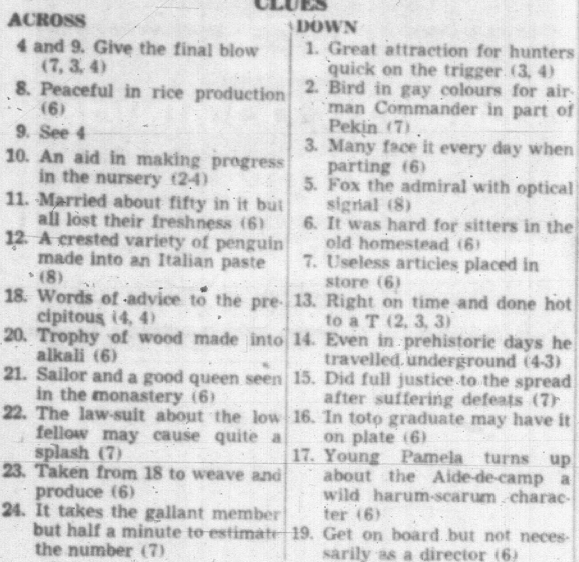 CLUES
ACROSS
4 and 9. Give the final blow
(7, 3, 4)
8. Peaceful in rice production
(6)
9. See 4
10. An aid in making progress
in the nursery (2-4)
11. Married about fifty in it but
all lost their freshness (6)
12. A crested variety of penguin
made into an Italian paste
(8)
18. Words of advice to the pre-
cipitous (4, 4)
20. Trophy of wood made into
alkali (6)
21. Sailor and a good queen seen
in the monastery (6)
22. The law-suit about the low
fellow may cause quite a
splash (7)
23. Taken from 18 to weave and
produce (6)
24. It takes the gallant member
but half a minute to estimate
the number (7)
DOWN
1. Great attraction for hunters
quick on the trigger (3, 4)
2. Bird in gay colours for air-
man Commander in part of
Pekin (7)
3. Many face it every day when
parting (6)
5. Fox the admiral with optical
signal (8)
6. It was hard for sitters in the
old homestead (6)
7. Useless articles placed in
store (6)
13. Right on time and done hot
to a T (2, 3, 3)
14. Even in prehistoric days he
travelled underground (4-3)
15. Did full justice to the spread
after suffering defeats (7)
16. In toto graduate may have it
on plate (6)
17. Young Pamela turns up
about the Aide-de-camp a
wild harum-scarum charac-
ter (6)
19. Get on board but not neces-
sarily as a director (6)